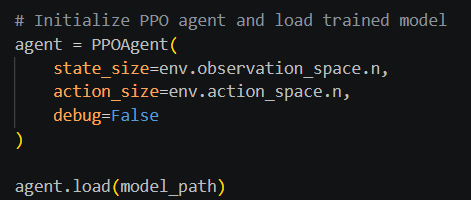 # Initialize PPO agent and load trained model
agent = PPOAgent(
    state_size=env.observation_space.n,
    action_size=env.action_space.n,
    debug=False
)
agent.load(model_path)